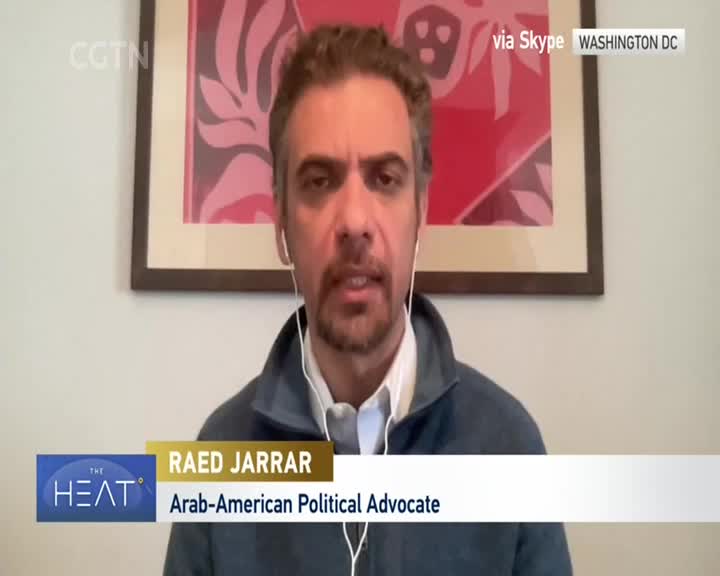 CGTN
via Skype WASHINGTON DC
RAED JARRAR
THE
HEAT
Arab-American Political Advocate